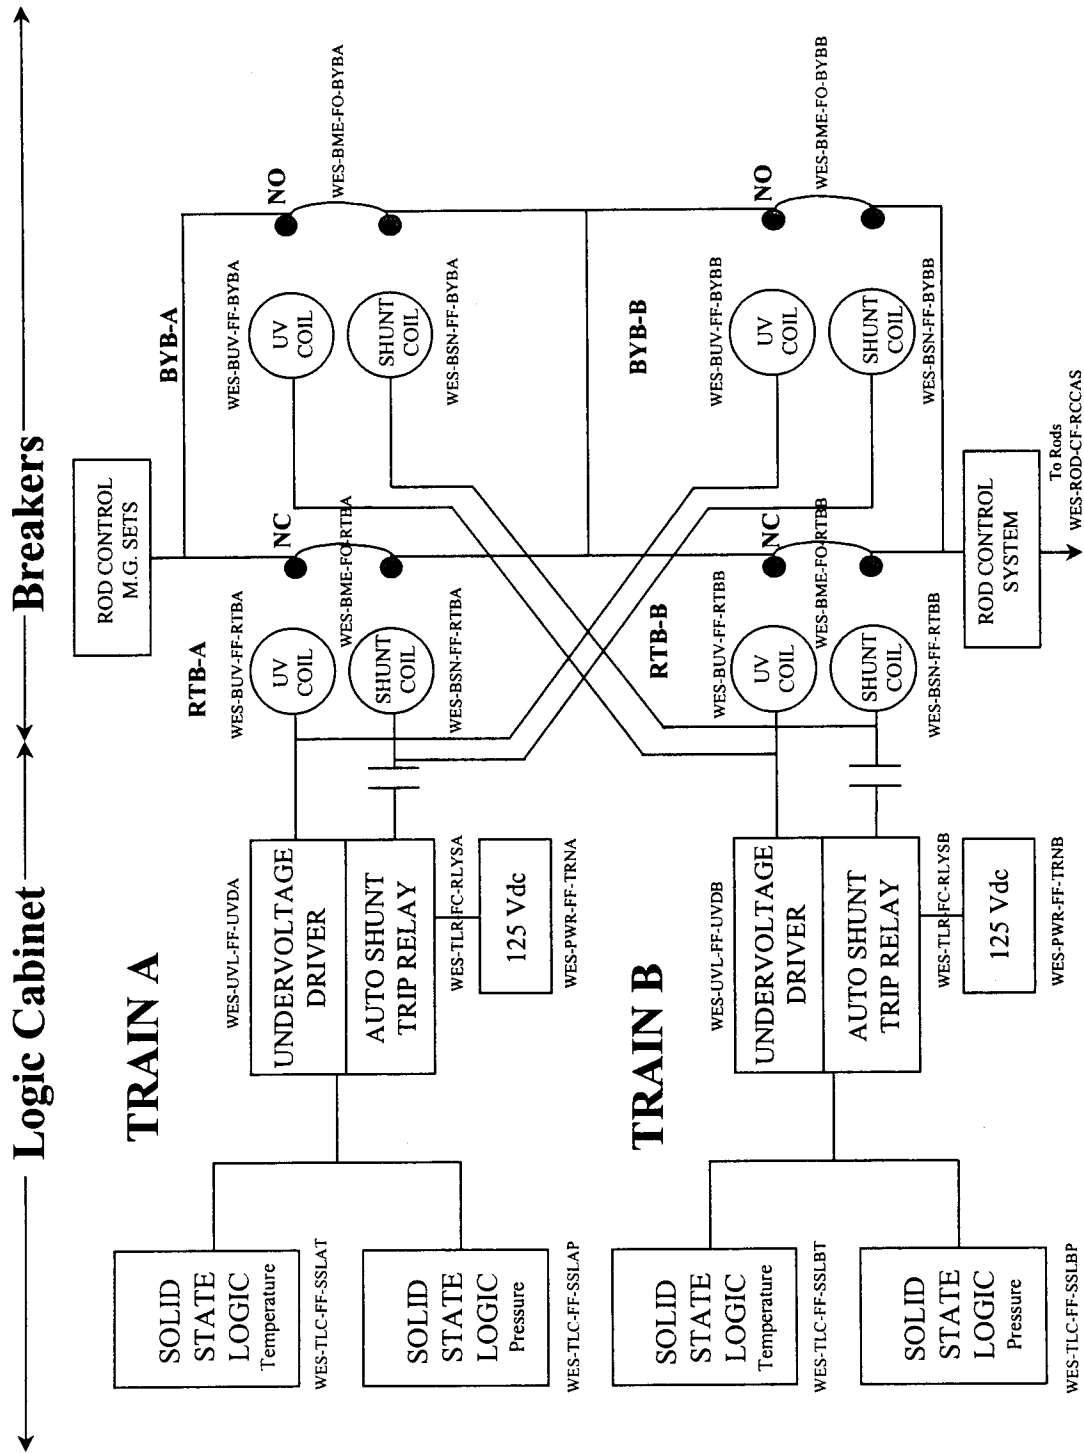 Logic Cabinet
Breakers
TRAIN A
SOLID
STATE
LOGIC
Temperature
WES-TLC-FF-SSLAT
SOLID
STATE
LOGIC
Pressure
WES-TLC-FF-SSLAP
WES-UVL-FF-UVDA
UNDERVOLTAGE
DRIVER
AUTO SHUNT
TRIP RELAY
WES-TLR-FC-RLYSA
125 Vdc
WES-PWR-FF-TRNA
RTB-A
WES-BUV-FF-RTBA
UV
COIL
SHUNT
COIL
WES-BSN-FF-RTBA
ROD CONTROL
M.G. SETS
NC
WES-BME-FO-RTBA
BYB-A
WES-BUV-FF-BYBA
UV
COIL
SHUNT
COIL
WES-BSN-FF-BYBA
NO
WES-BME-FO-BYBA
TRAIN B
SOLID
STATE
LOGIC
Temperature
WES-TLC-FF-SSLBT
SOLID
STATE
LOGIC
Pressure
WES-TLC-FF-SSLBP
WES-UVL-FF-UVDB
UNDERVOLTAGE
DRIVER
AUTO SHUNT
TRIP RELAY
WES-TLR-FC-RLYSB
125 Vdc
WES-PWR-FF-TRNB
RTB-B
WES-BUV-FF-RTBB
UV
COIL
SHUNT
COIL
WES-BSN-FF-RTBB
NC
WES-BME-FO-RTBB
BYB-B
WES-BUV-FF-BYBB
UV
COIL
SHUNT
COIL
WES-BSN-FF-BYBB
NO
WES-BME-FO-BYBB
ROD CONTROL
SYSTEM
To Rods
WES-ROD-CF-RCCAS